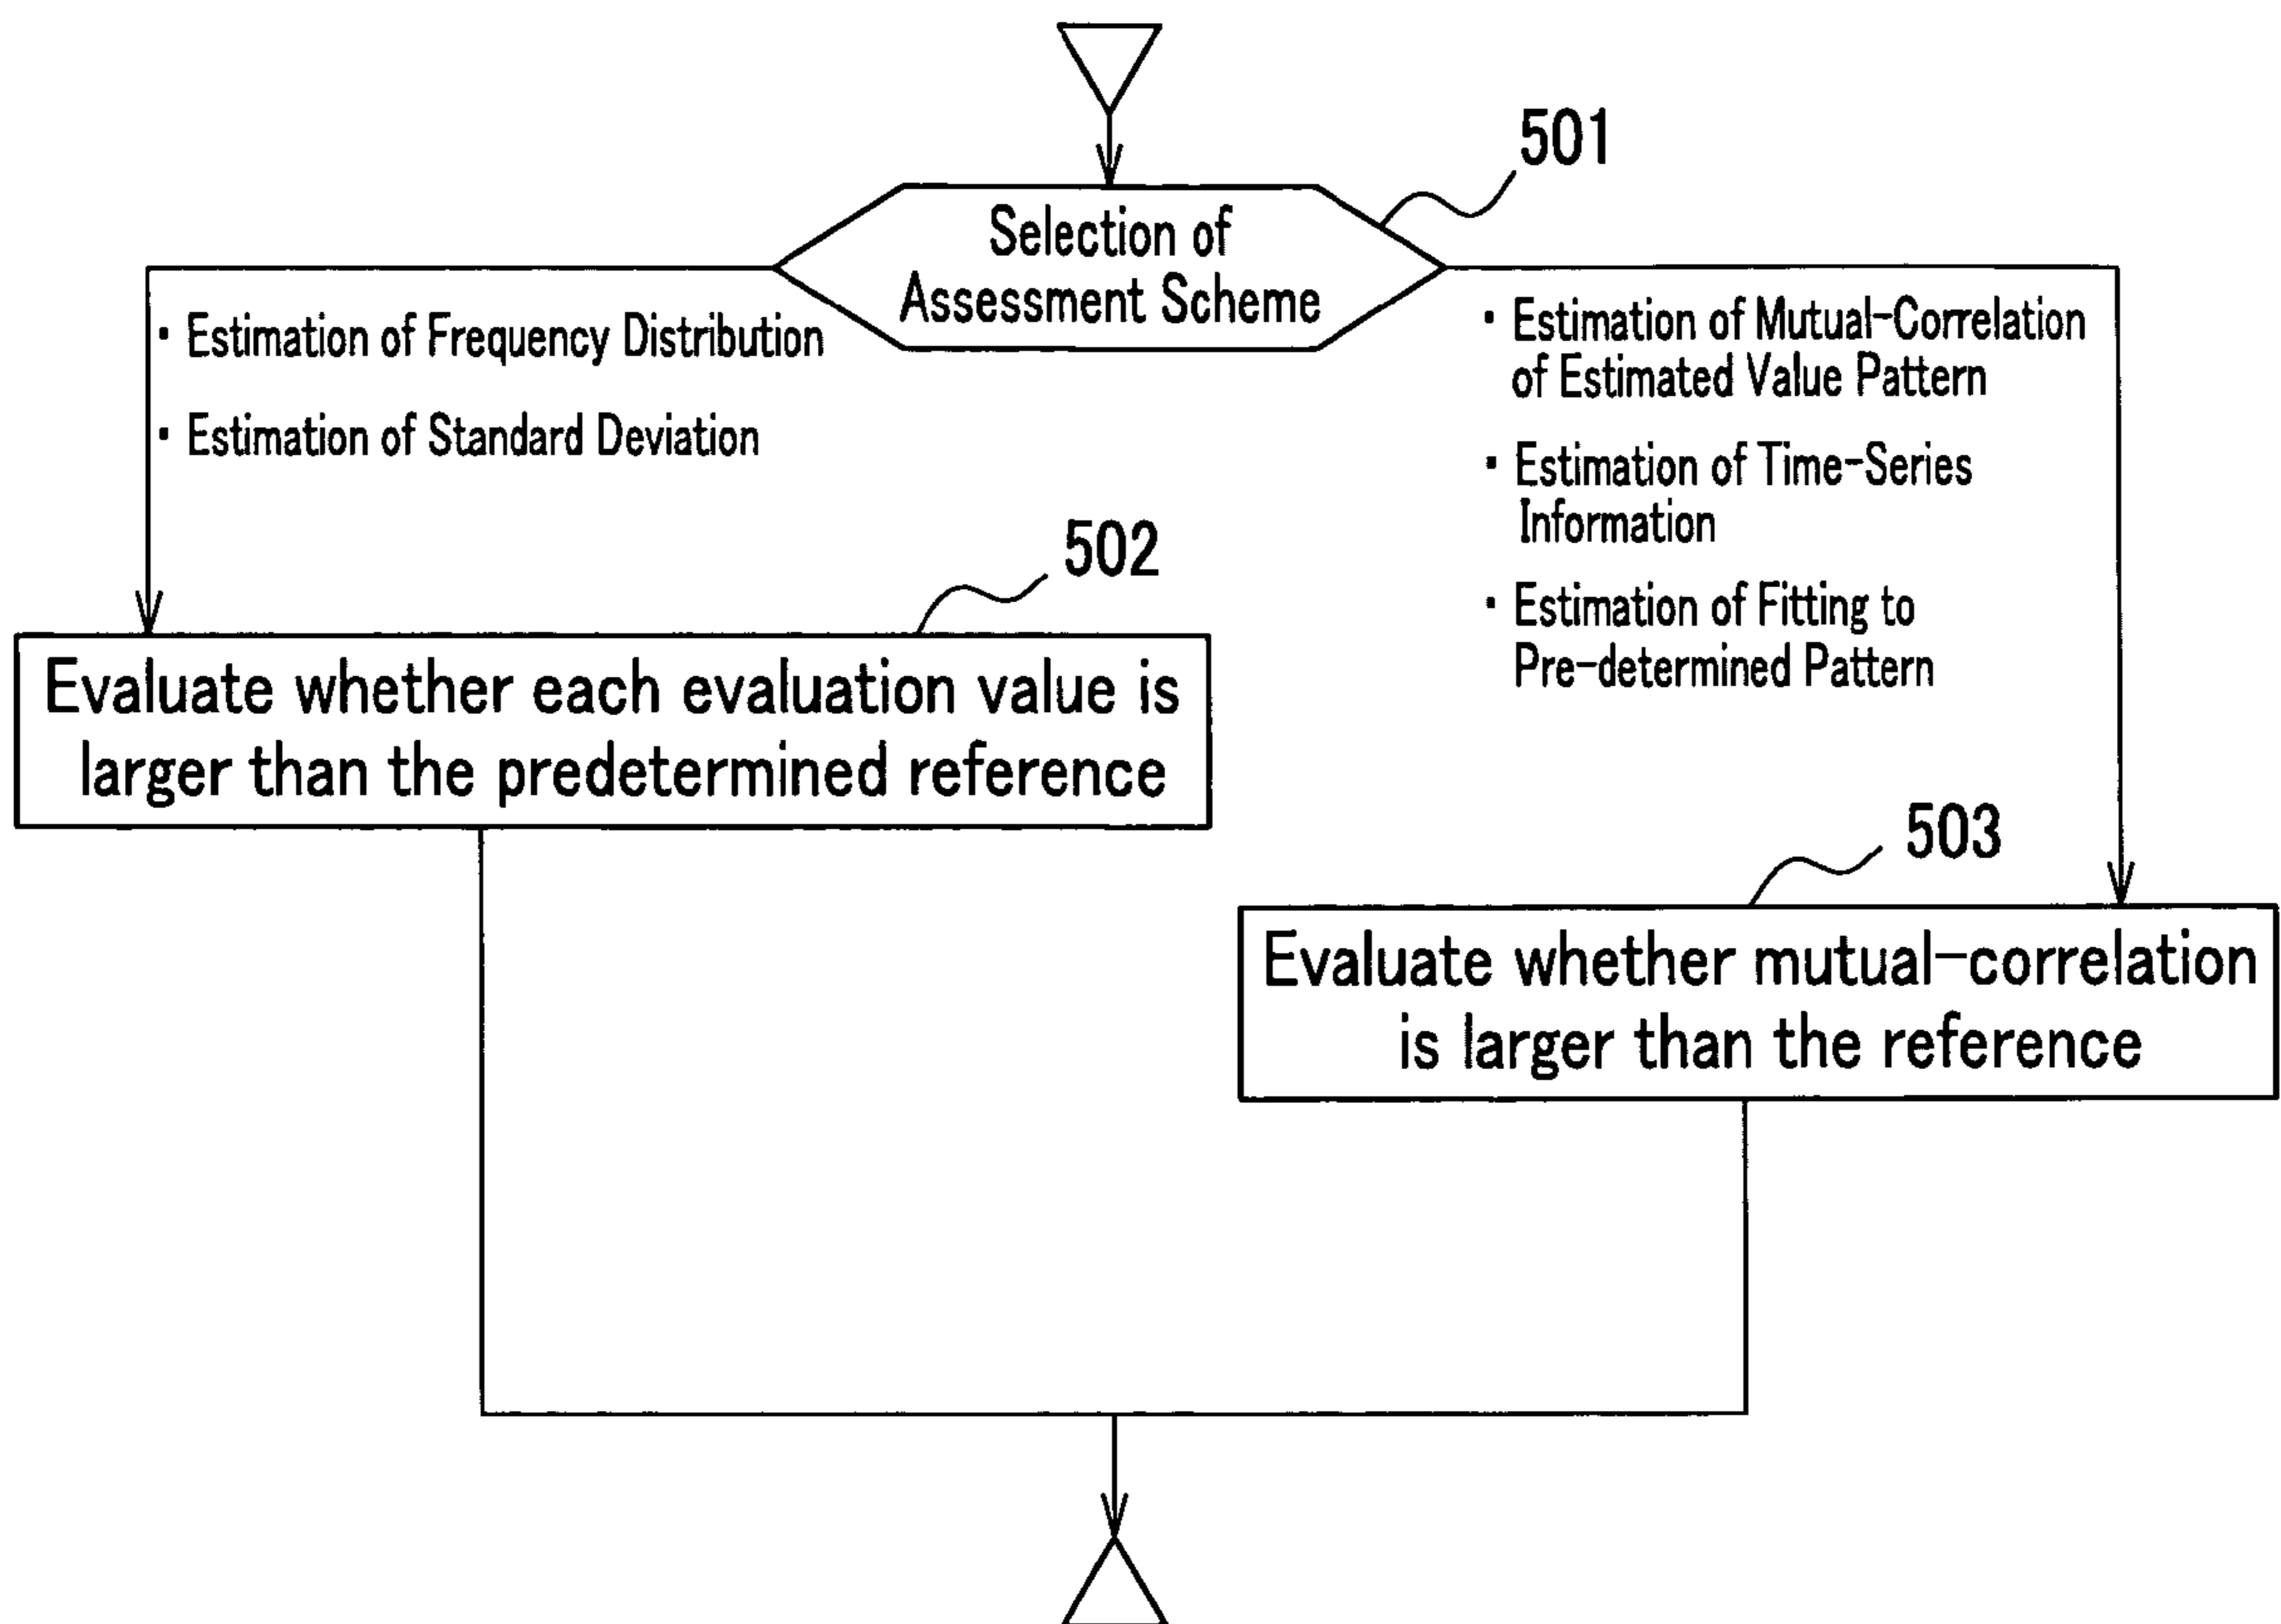 501
Selection of
Assessment Scheme
・ Estimation of Frequency Distribution
・ Estimation of Standard Deviation
・ Estimation of Mutual-Correlation
of Estimated Value Pattern
・ Estimation of Time-Series
Information
・ Estimation of Fitting to
Pre-determined Pattern
502
Evaluate whether each evaluation value is
larger than the predetermined reference
503
Evaluate whether mutual-correlation
is larger than the reference